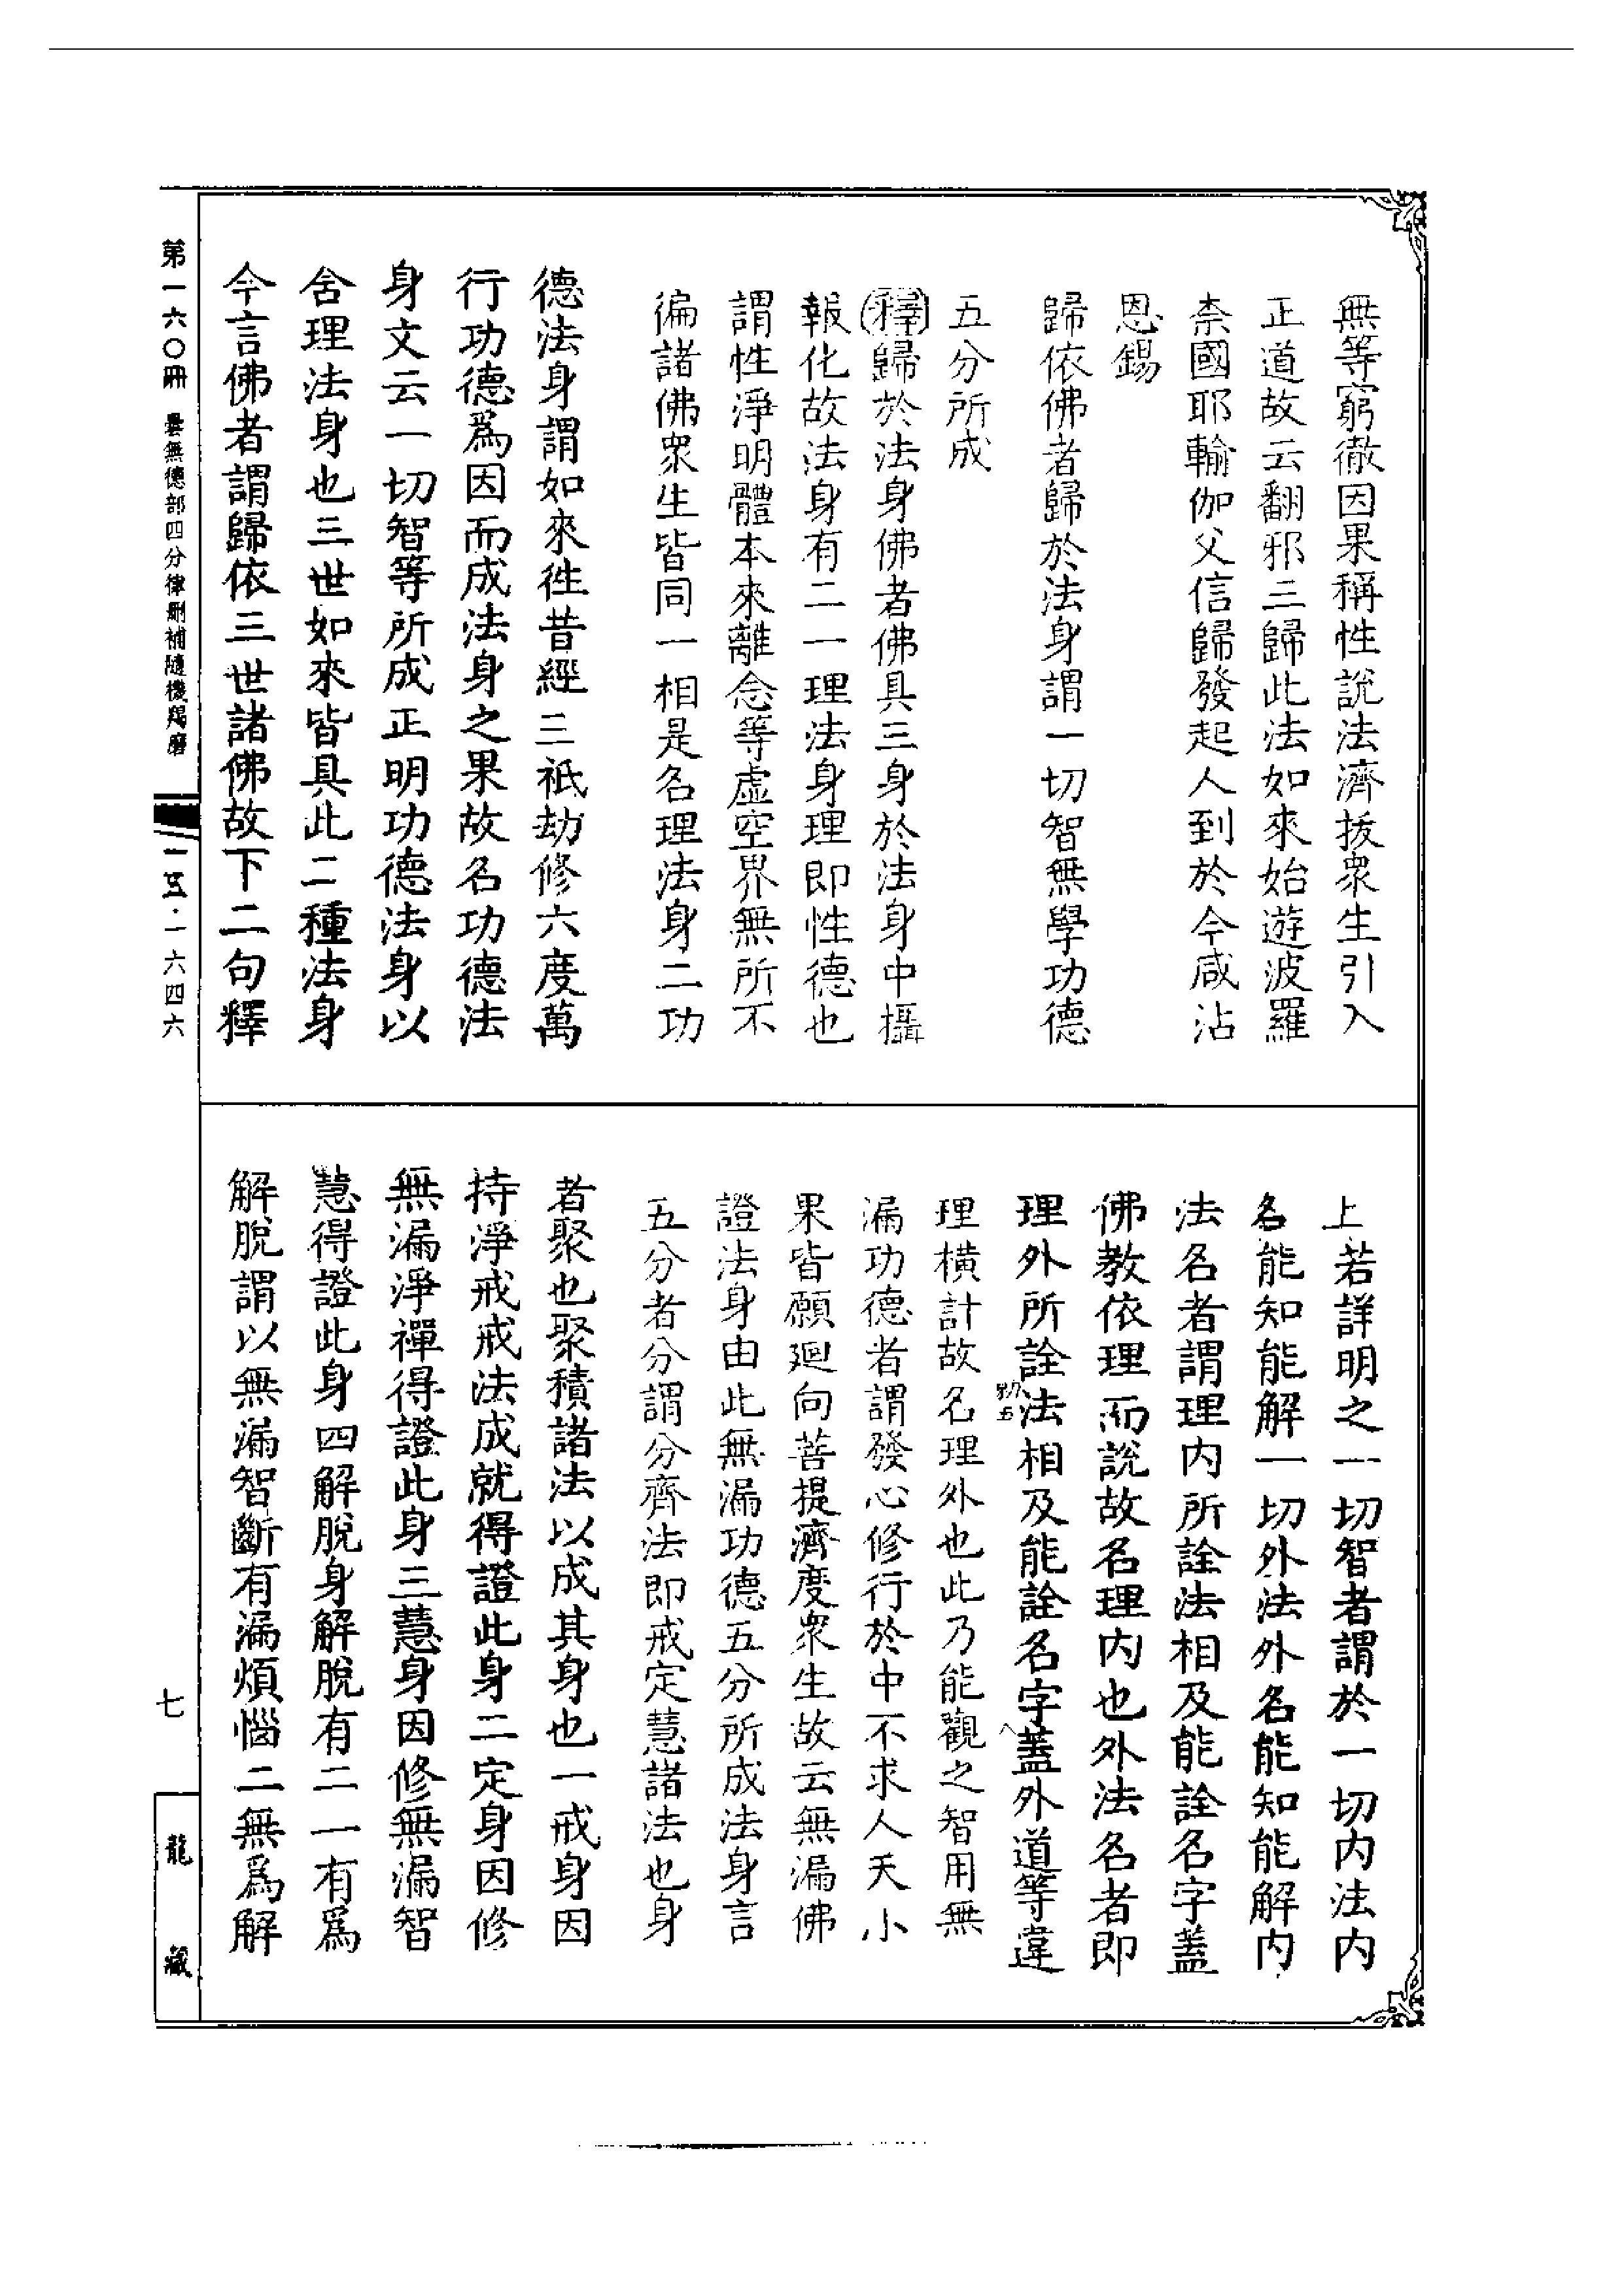 無等窮徹因果稱性說法濟拔衆生引入
正道故云翻邪三歸此法如來始遊波羅
柰國耶輸伽父信歸發起人到於今咸沾
恩錫
歸依佛者歸於法身謂一切智無學功德
五分所成
釋歸於法身佛者佛具三身於法身中攝
報化故法身有二一理法身理即性德也
謂性淨明體本來離念等虛空界無所不
徧諸佛衆生皆同一相是名理法身二功
德法身謂如來徃昔經三祇劫修六度萬
行功德爲因而成法身之果故名功德法
身文云一切智等所成正明功德法身以
舍理法身也三世如來皆具此二種法身
今言佛者謂歸依三世諸佛故下二句釋
上若詳明之一切智者謂於一切内法内
名能知能解一切外法外名能知能解内
法名者謂理内所詮法相及能詮名字蓋
佛教依理而說故名理内也外法名者即
理外所詮法相及能詮名字蓋外道等違
理横計故名理外也此乃能觀之智用無
漏功德者謂發心修行於中不求人天小
果皆願廻向菩提濟度衆生故云無漏佛
證法身由此無漏功德五分所成法身言
五分者分謂分齊法即戒定慧諸法也身
者聚也聚積諸法以成其身也一戒身因
持淨戒戒法成就得證此身二定身因修
無漏淨禪得證此身三慧身因修無漏智
慧得證此身四解脫身解脫有二一有爲
解脫謂以無漏智斷有漏煩惱二無爲解
第一六〇冊 曇無德部四分律刪補隨機羯磨
一五·一六四六
七
龍藏